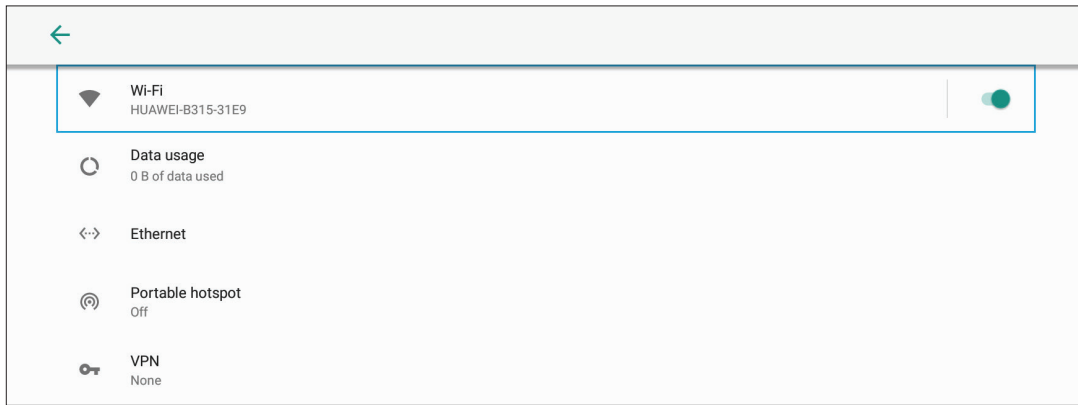 Wi-Fi
HUAWEI-B315-31E9
Data usage
0 B of data used
Ethernet
Portable hotspot
Off
VPN
None